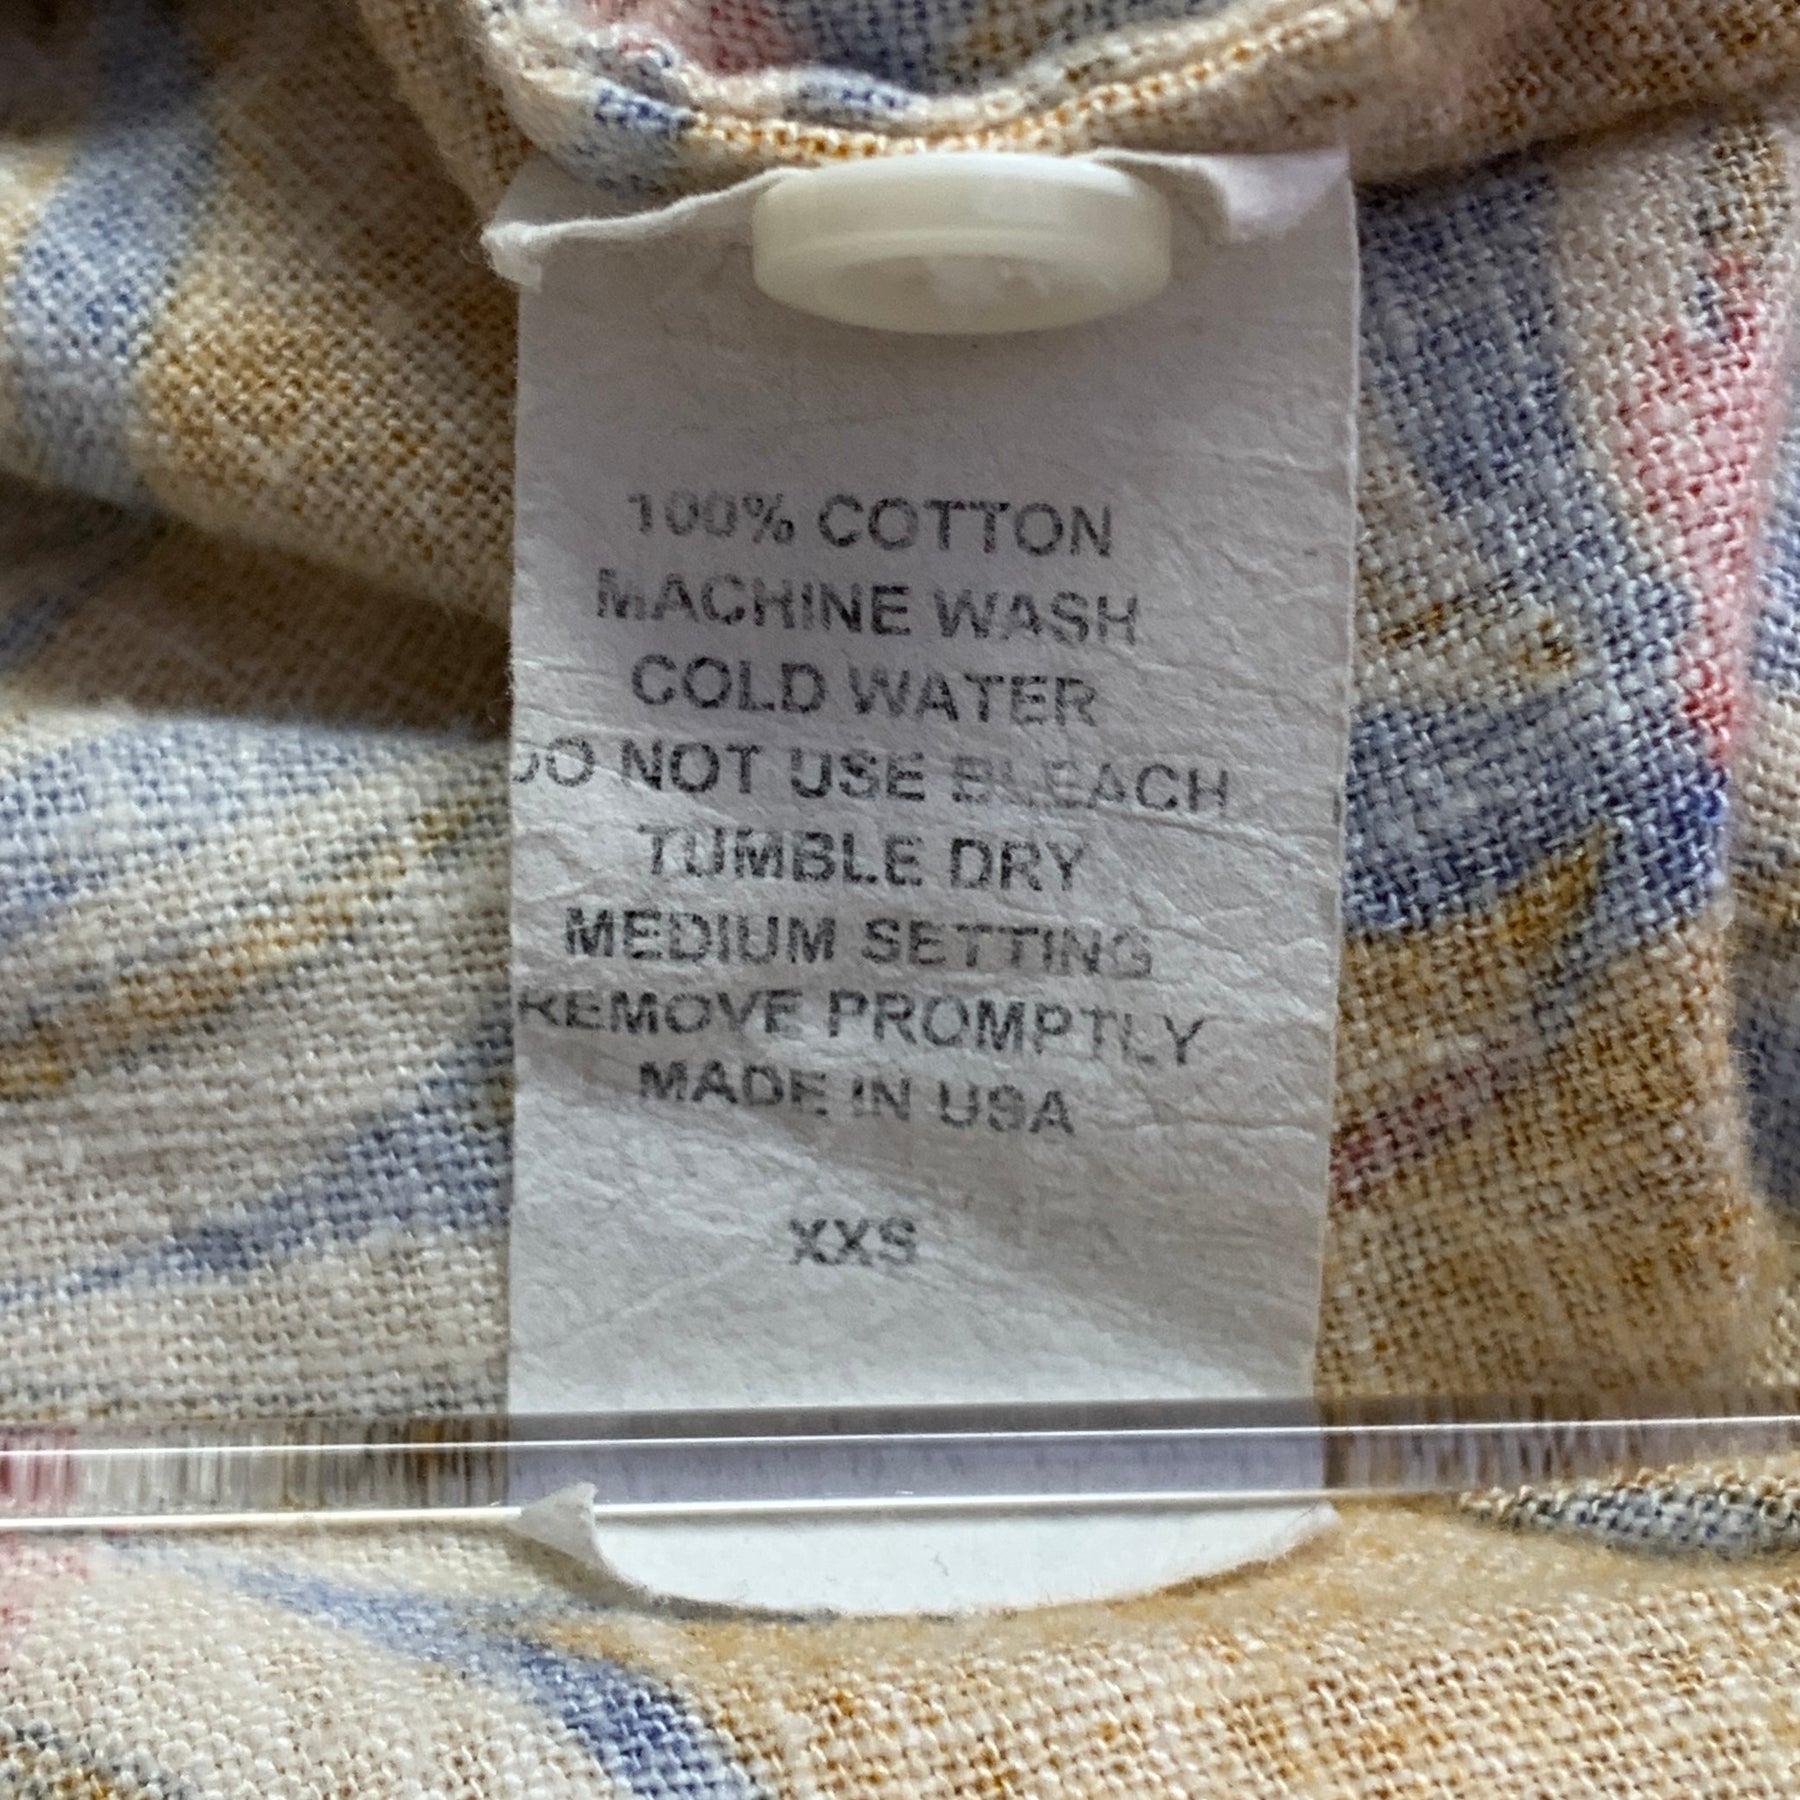 100% COTTON
MACHINE WASH
COLD WATER
DO NOT USE BLEACH
TUMBLE DRY
MEDIUM SETTING
REMOVE PROMPTLY
MADE IN USA
XXS